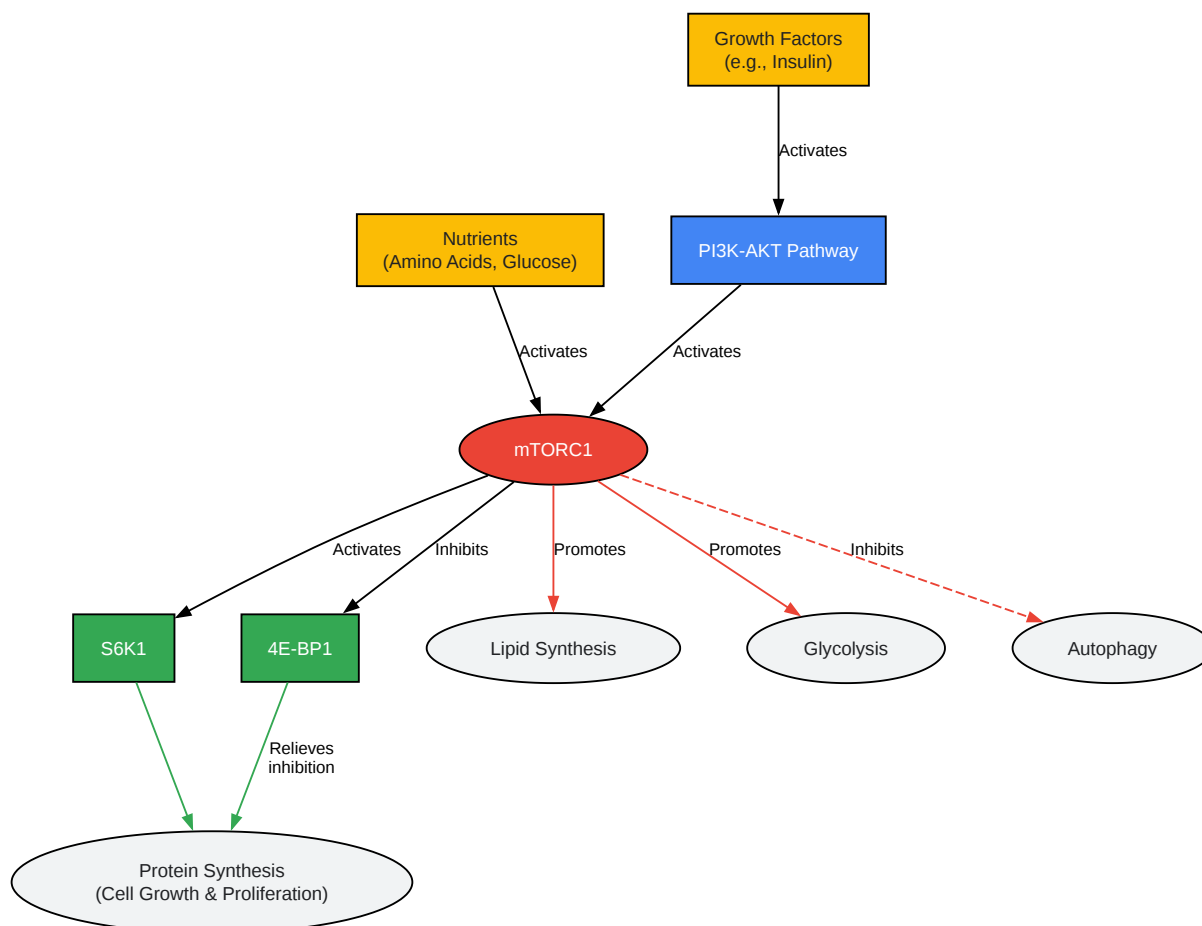 Growth Factors
(e.g., Insulin)
Activates
Nutrients
(Amino Acids, Glucose)
PI3K-AKT Pathway
Activates
Activates
mTORC1
Activates
Inhibits
Promotes
Promotes
Inhibits
S6K1
4E-BP1
Lipid Synthesis
Glycolysis
Autophagy
Relieves
inhibition
Protein Synthesis
(Cell Growth & Proliferation)